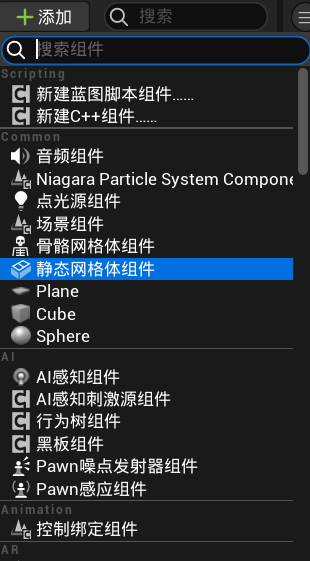 添加
搜索
搜索组件
Scripting
新建蓝图脚本组件......
新建C++组件......
Common
音频组件
Niagara Particle System Compone
点光源组件
场景组件
骨骼网格体组件
静态网格体组件
Plane
Cube
Sphere
AI
AI感知组件
AI感知刺激源组件
行为树组件
黑板组件
Pawn噪点发射器组件
Pawn感应组件
Animation
控制绑定组件
AR